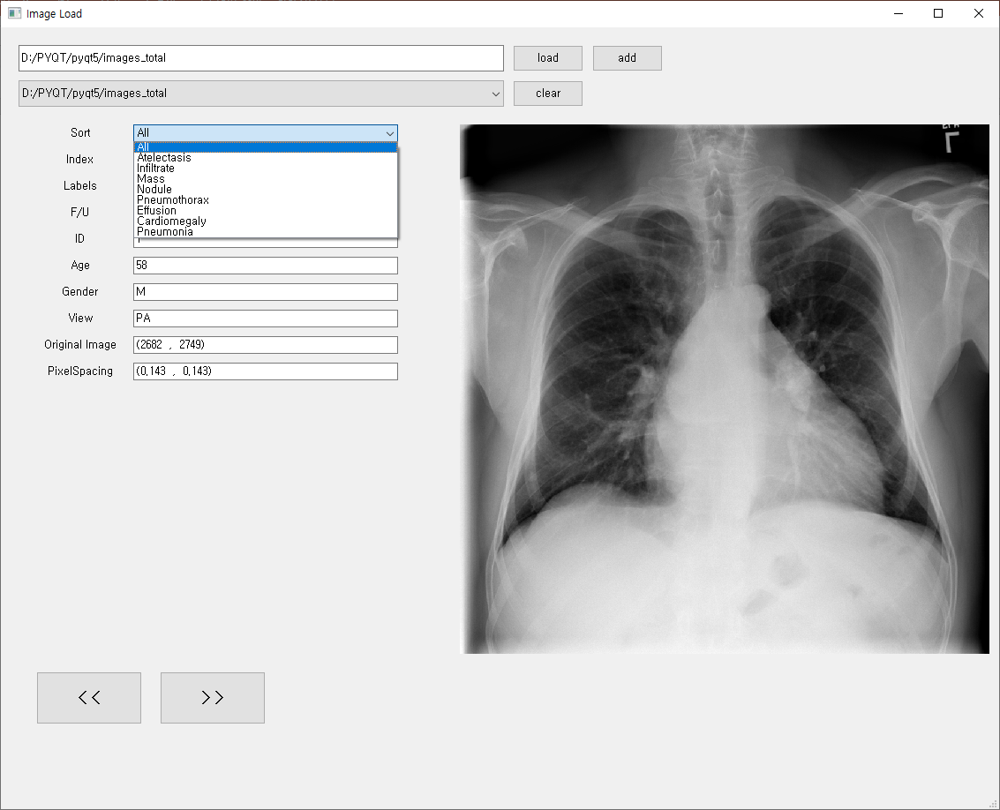 Image Load
D:/PYQT/pyqt5/images_total
load
add
D:/PYQT/pyqt5/images_total
clear
Sort
All
All
Atelectasis
Infiltrate
Mass
Nodule
Pneumothorax
Effusion
Cardiomegaly
Pneumonia
Index
Labels
F/U
ID
Age
58
Gender
M
View
PA
Original Image
(2682 , 2749)
PixelSpacing
(0.143 , 0.143)
L
<<
>>